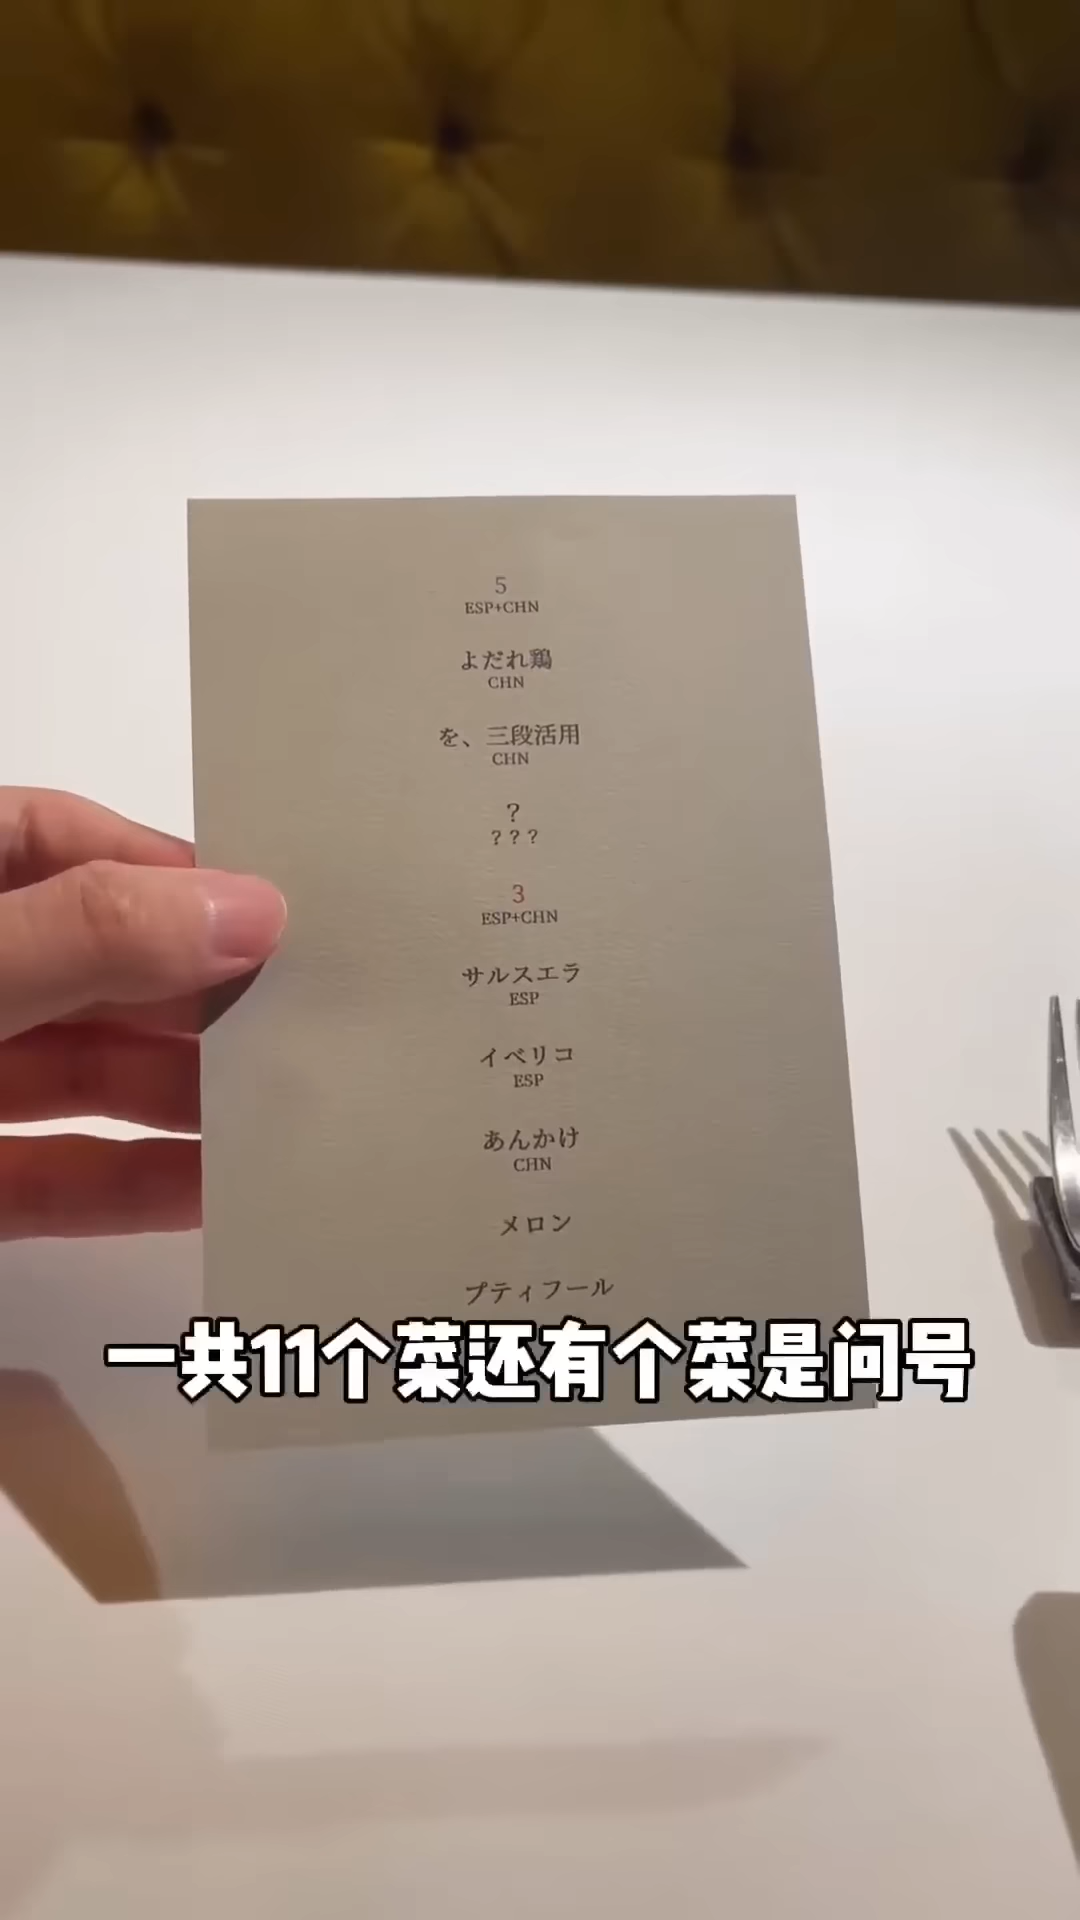 5
ESP+CHN
よだれ鶏
CHN
を、三段活用
CHN
?
???
3
ESP+CHN
サルスエラ
ESP
イベリコ
ESP
あんかけ
CHN
メロン
プティフール
一共11个菜还有个菜是问号